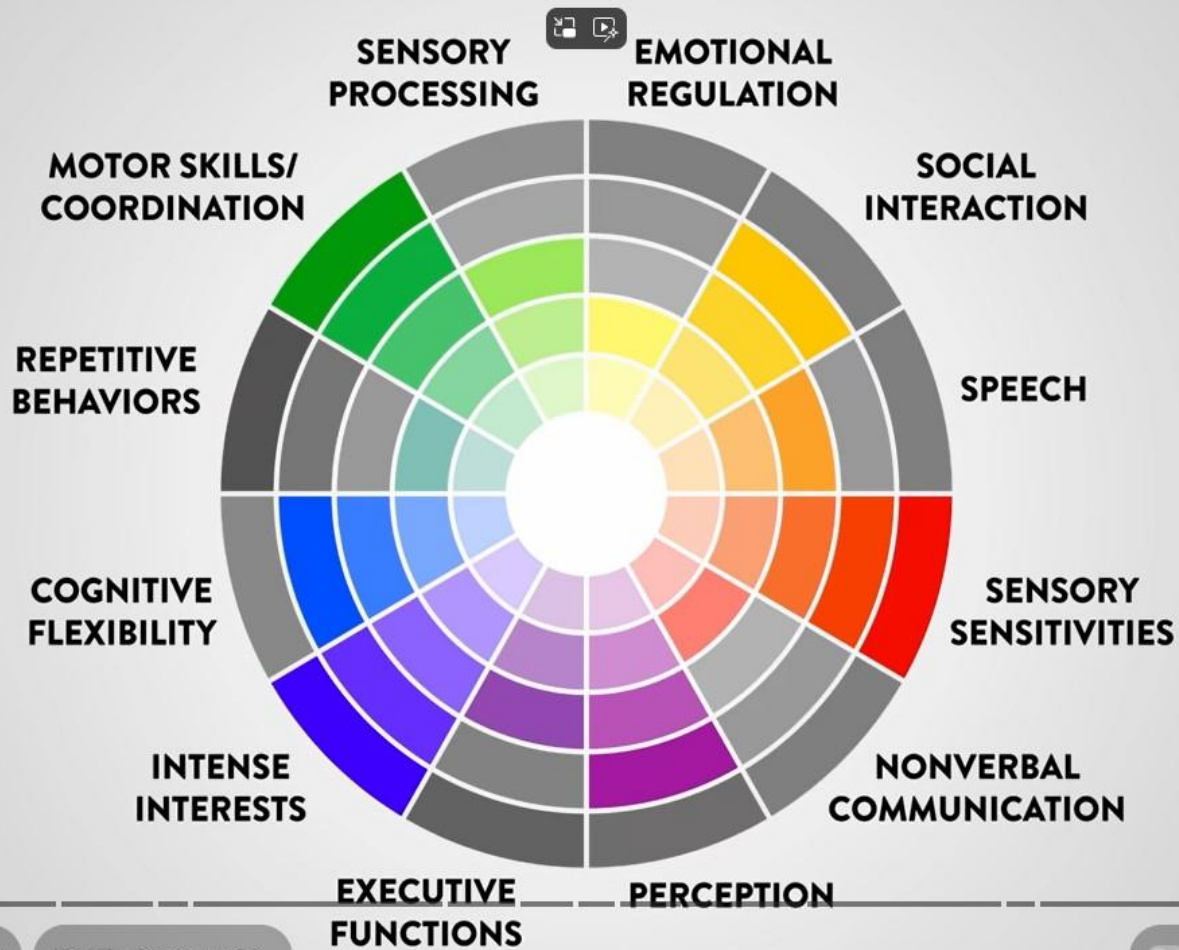 SENSORY
PROCESSING
EMOTIONAL
REGULATION
MOTOR SKILLS/
COORDINATION
SOCIAL
INTERACTION
REPETITIVE
BEHAVIORS
SPEECH
COGNITIVE
FLEXIBILITY
SENSORY
SENSITIVITIES
INTENSE
INTERESTS
NONVERBAL
COMMUNICATION
EXECUTIVE
FUNCTIONS
PERCEPTION